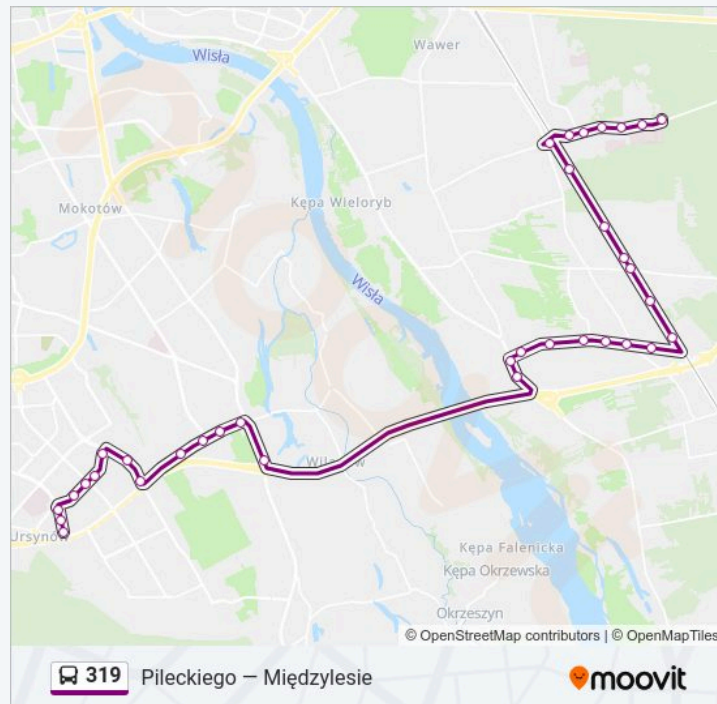 Wawer
Wisła
Kępa Wieloryb
Mokotów
Wisła
Wilanów
Ursynów
Kępa Falenicka
Kępa Okrzewska
Okrzeszyn
© OpenStreetMap contributors | © OpenMapTiles
319 Pileckiego — Międzylesie
moovit